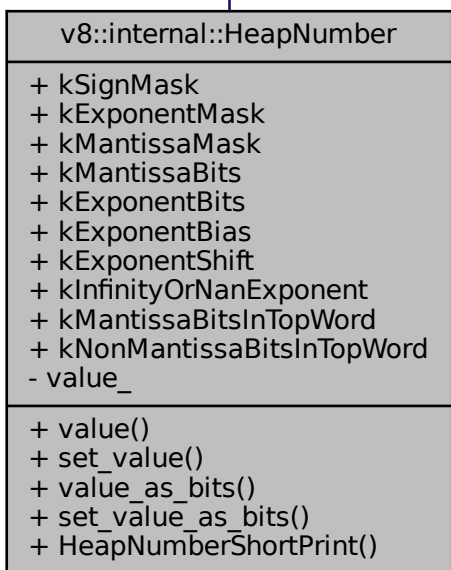 v8::internal::HeapNumber
+ kSignMask
+ kExponentMask
+ kMantissaMask
+ kMantissaBits
+ kExponentBits
+ kExponentBias
+ kExponentShift
+ kInfinityOrNanExponent
+ kMantissaBitsInTopWord
+ kNonMantissaBitsInTopWord
- value_
+ value()
+ set_value()
+ value_as_bits()
+ set_value_as_bits()
+ HeapNumberShortPrint()